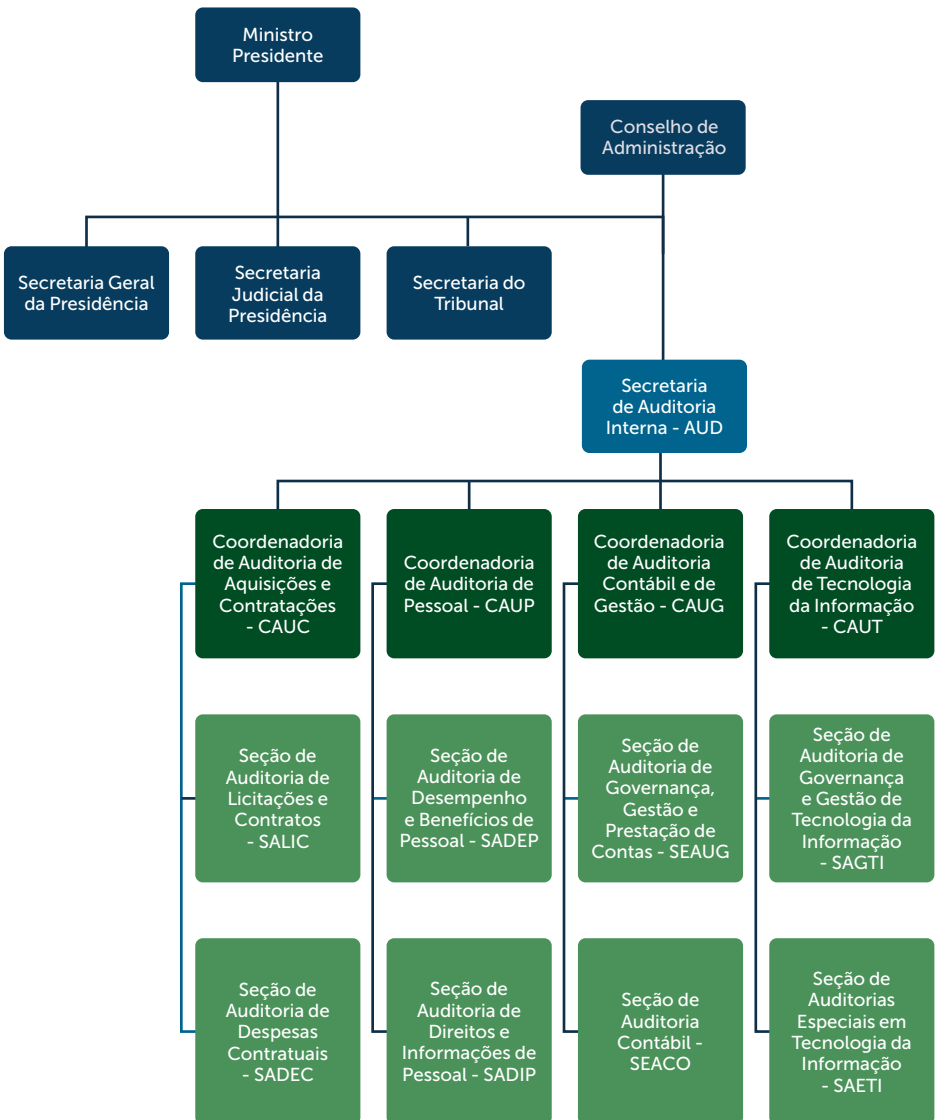 Ministro
Presidente
Conselho de
Administração
Secretaria Geral
da Presidência
Secretaria
Judicial da
Presidência
Secretaria do
Tribunal
Secretaria
de Auditoria
Interna - AUD
Coordenadoria
de Auditoria de
Aquisições e
Contratações
- CAUC
Coordenadoria
de Auditoria de
Pessoal - CAUP
Coordenadoria
de Auditoria
Contábil e de
Gestão - CAUG
Coordenadoria
de Auditoria
de Tecnologia
da Informação
- CAUT
Seção de
Auditoria de
Licitações e
Contratos
- SALIC
Seção de
Auditoria de
Desempenho
e Benefícios de
Pessoal - SADEP
Seção de
Auditoria de
Governança,
Gestão e
Prestação de
Contas - SEAUG
Seção de
Auditoria de
Governança
e Gestão de
Tecnologia da
Informação
- SAGTI
Seção de
Auditoria de
Despesas
Contratuais
- SADEC
Seção de
Auditoria de
Direitos e
Informações de
Pessoal - SADIP
Seção de
Auditoria
Contábil -
SEACO
Seção de
Auditorias
Especiais em
Tecnologia da
Informação
- SAETI